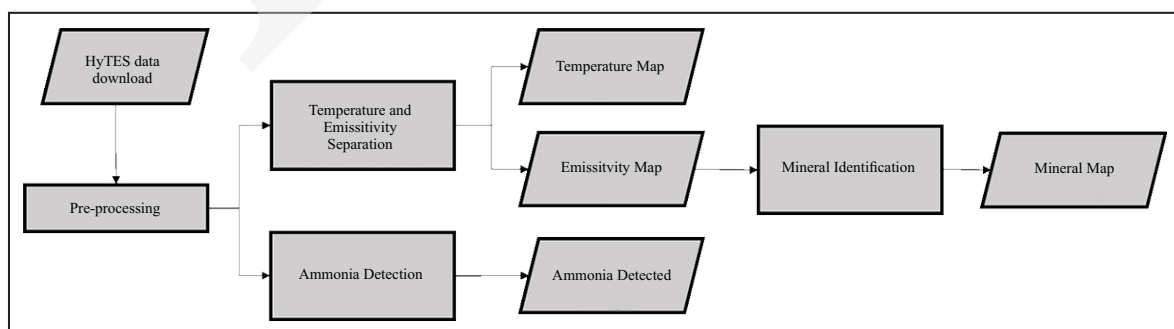 HyTES data
download
Pre-processing
Temperature and
Emissitivity
Separation
Ammonia Detection
Temperature Map
Emissitvity Map
Ammonia Detected
Mineral Identification
Mineral Map